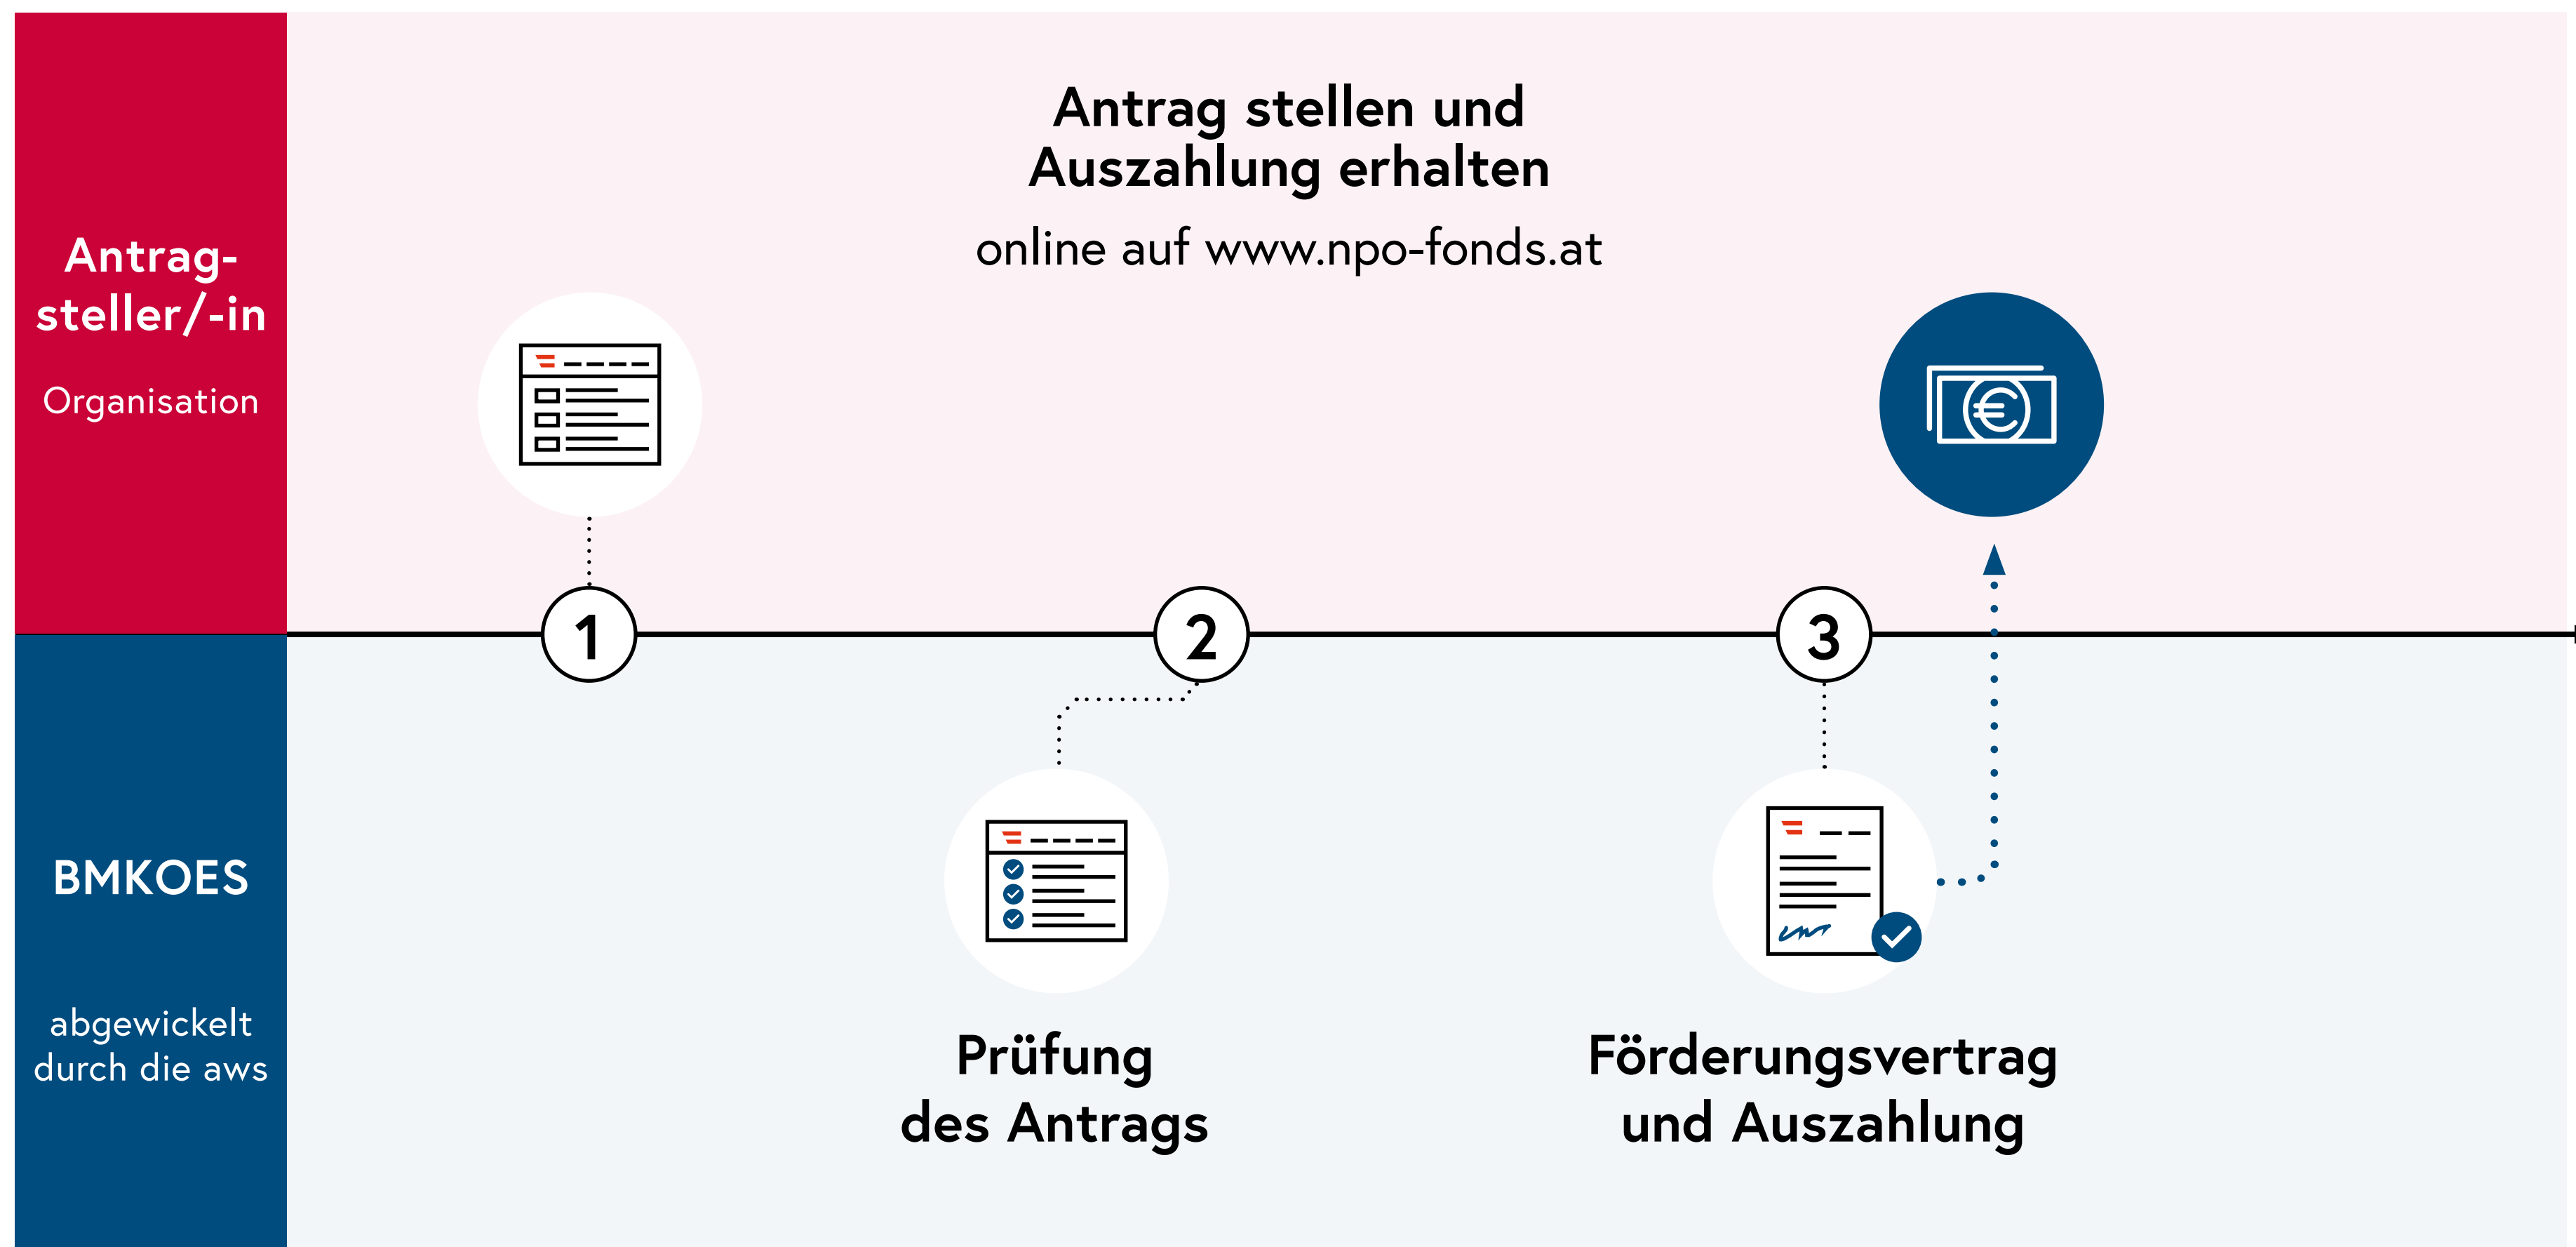 Antrag stellen und
Auszahlung erhalten
online auf www.npo-fonds.at
Antrag-
steller/-in
Organisation
1
2
3
BMKOES
abgewickelt
durch die aws
Prüfung
des Antrags
Förderungsvertrag
und Auszahlung